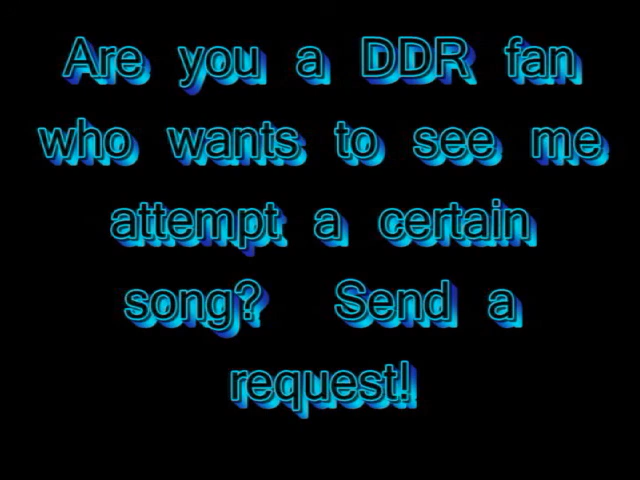 Are you a DDR fan
who wants to see me
attempt a certain
song? Send a
request!